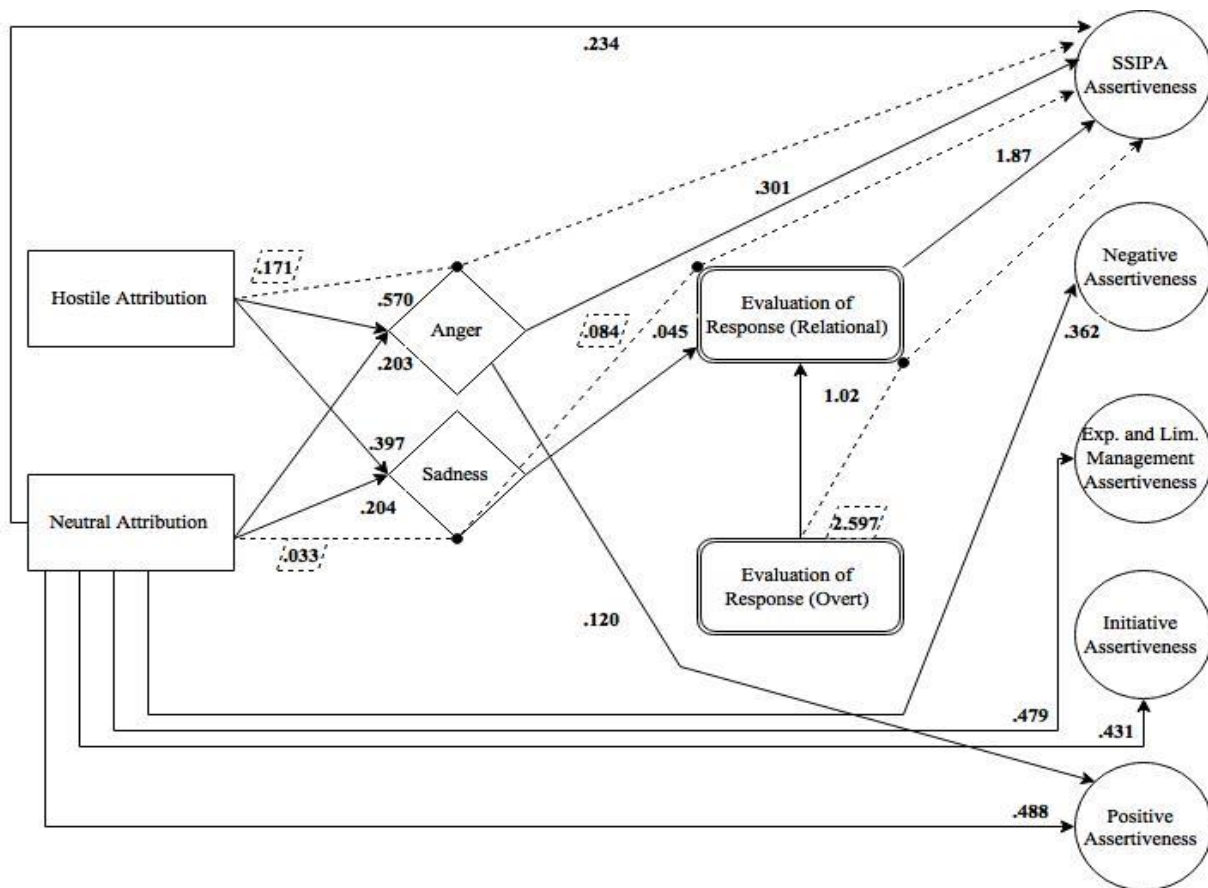 .234
SSIPA
Assertiveness
1.87
.301
Negative
Assertiveness
Hostile Attribution
.171
.570
Anger
.203
.084
.045
Evaluation of
Response (Relational)
.362
1.02
.397
Sadness
.204
Exp. and Lim.
Management
Assertiveness
Neutral Attribution
.033
2.597
Evaluation of
Response (Overt)
.120
Initiative
Assertiveness
.479
.431
.488
Positive
Assertiveness